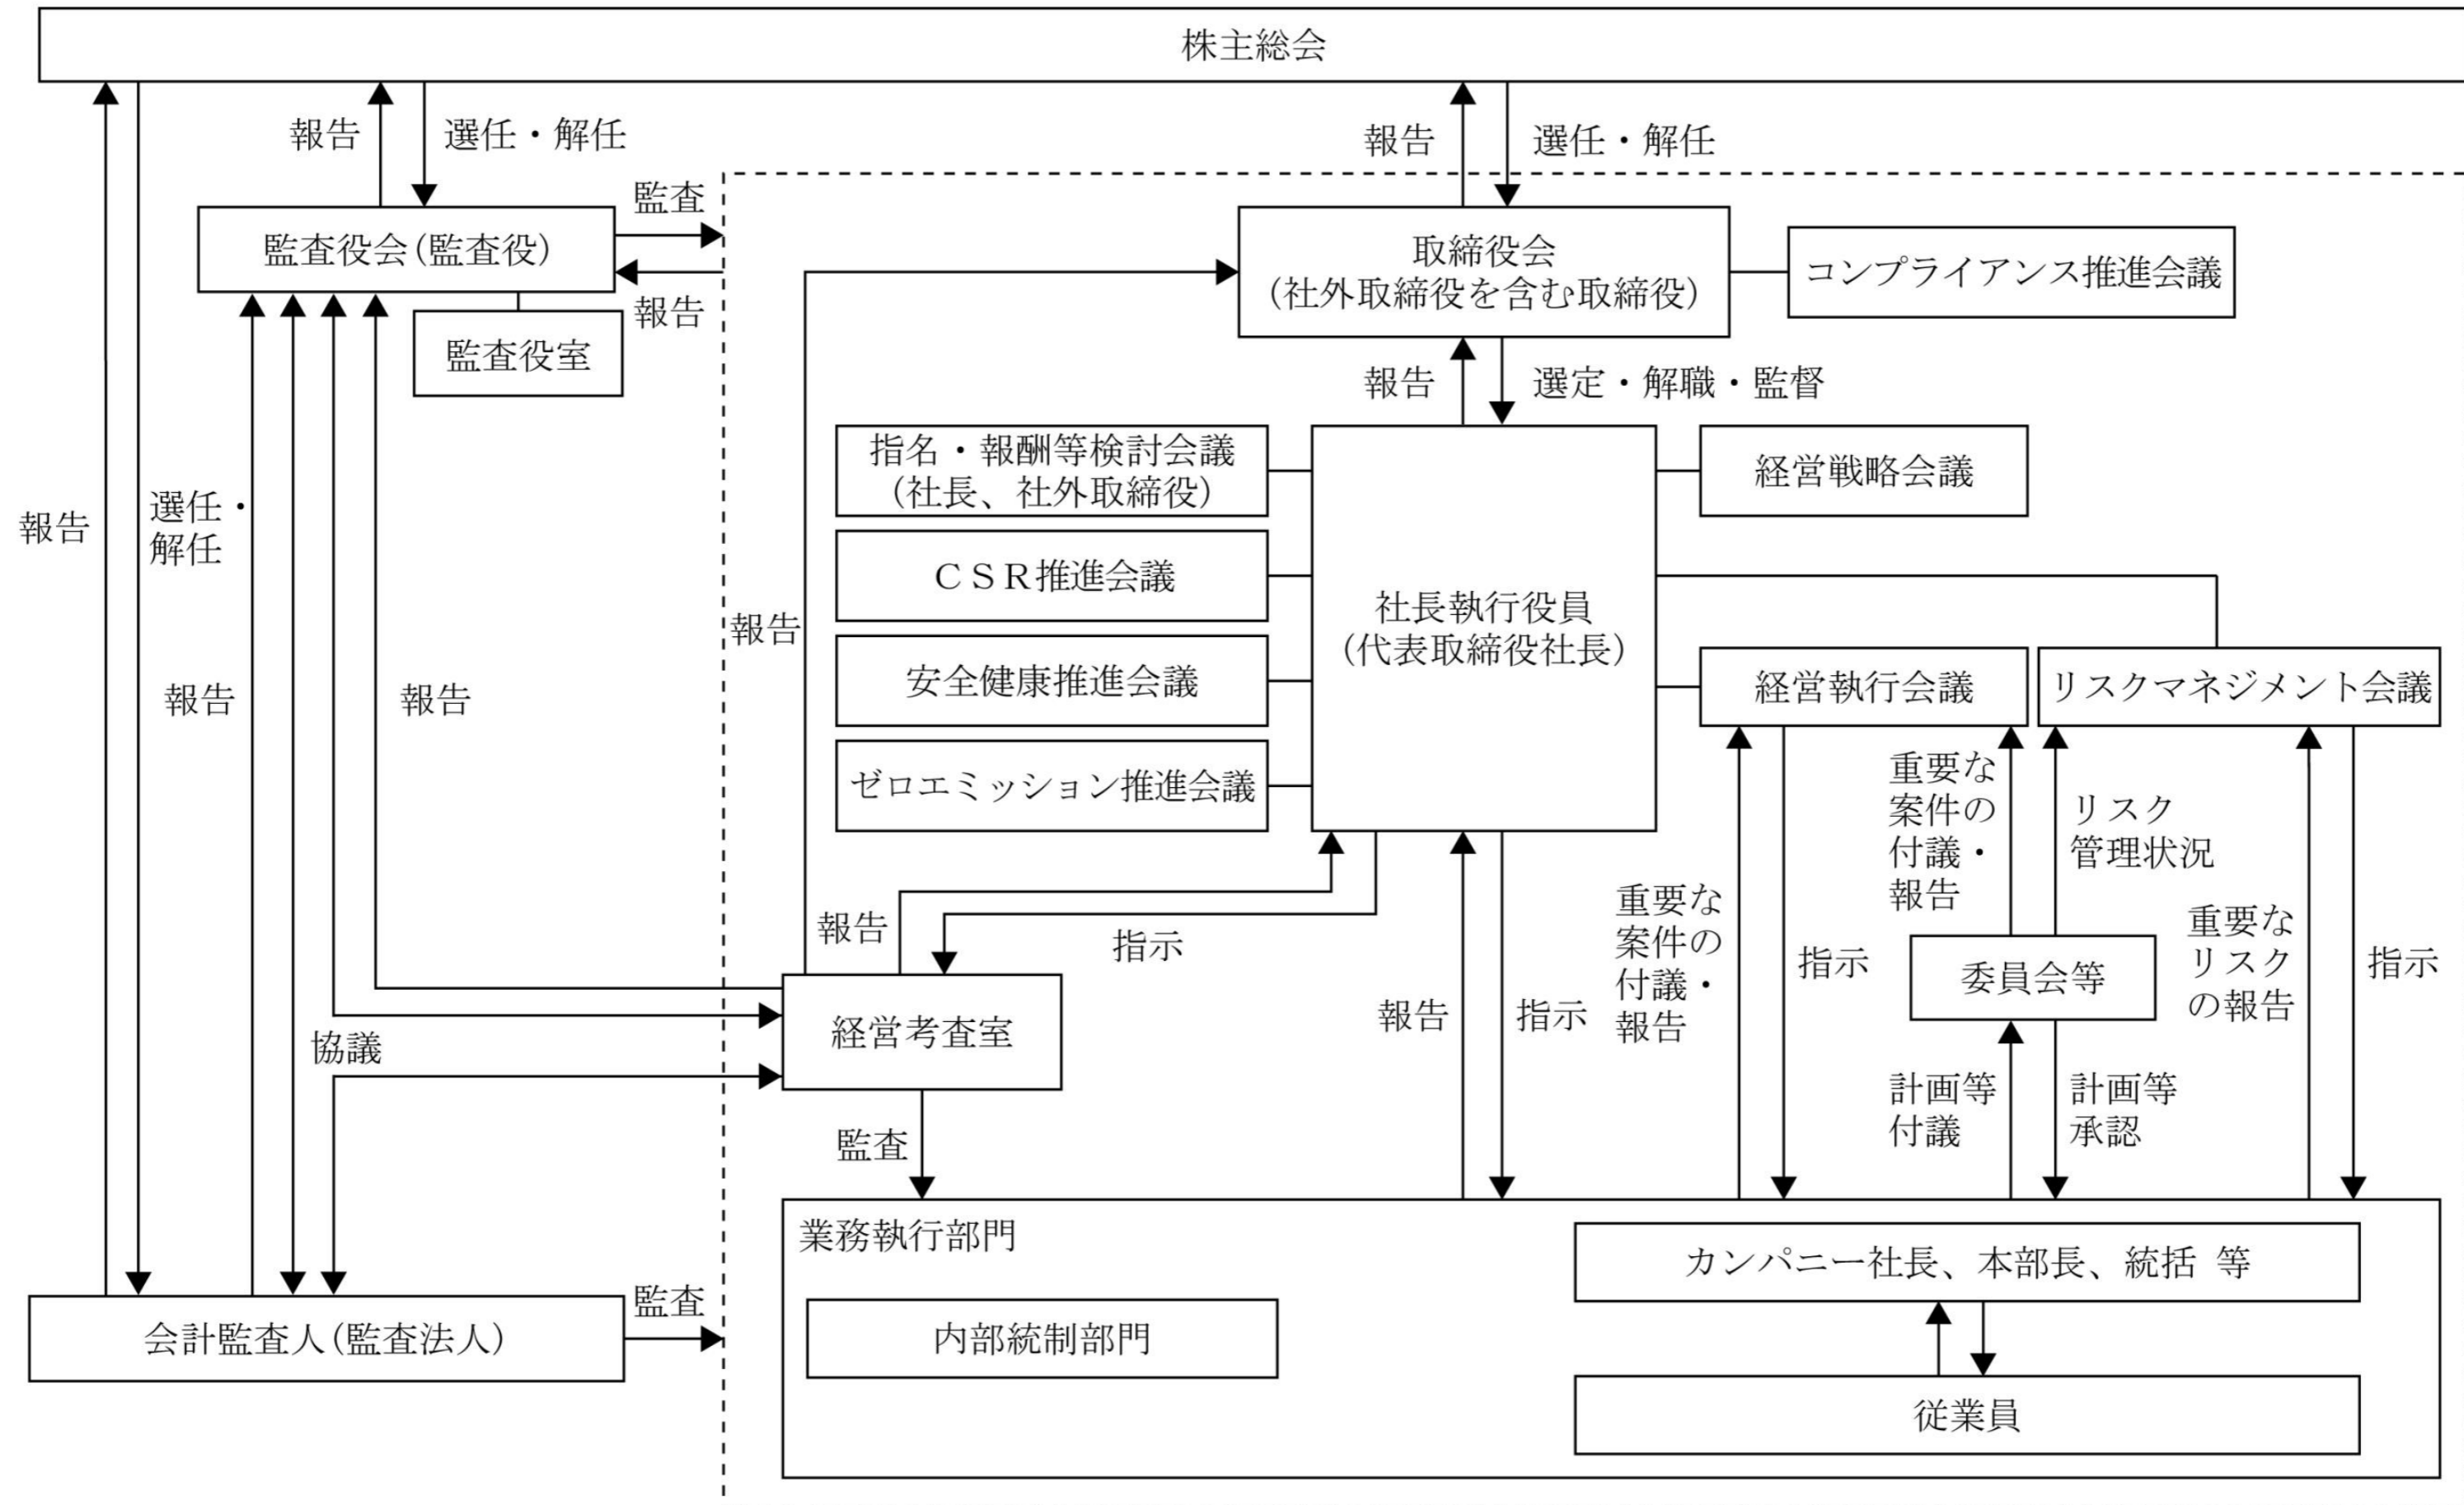 株主総会
報告
選任・解任
報告
選任・解任
監査
監査役会(監査役)
報告
監査役室
取締役会
(社外取締役を含む取締役)
コンプライアンス推進会議
報告
選定・解職・監督
指名・報酬等検討会議
(社長、社外取締役)
経営戦略会議
報告
選任・
解任
CSR推進会議
社長執行役員
(代表取締役社長)
報告
安全健康推進会議
経営執行会議
リスクマネジメント会議
報告
報告
ゼロエミッション推進会議
重要な
案件の
付議・
報告
リスク
管理状況
報告
指示
重要な
案件の
付議・
報告
指示
委員会等
重要な
リスク
の報告
指示
報告
指示
経営考査室
協議
計画等
付議
計画等
承認
監査
業務執行部門
カンパニー社長、本部長、統括 等
監査
会計監査人(監査法人)
内部統制部門
従業員